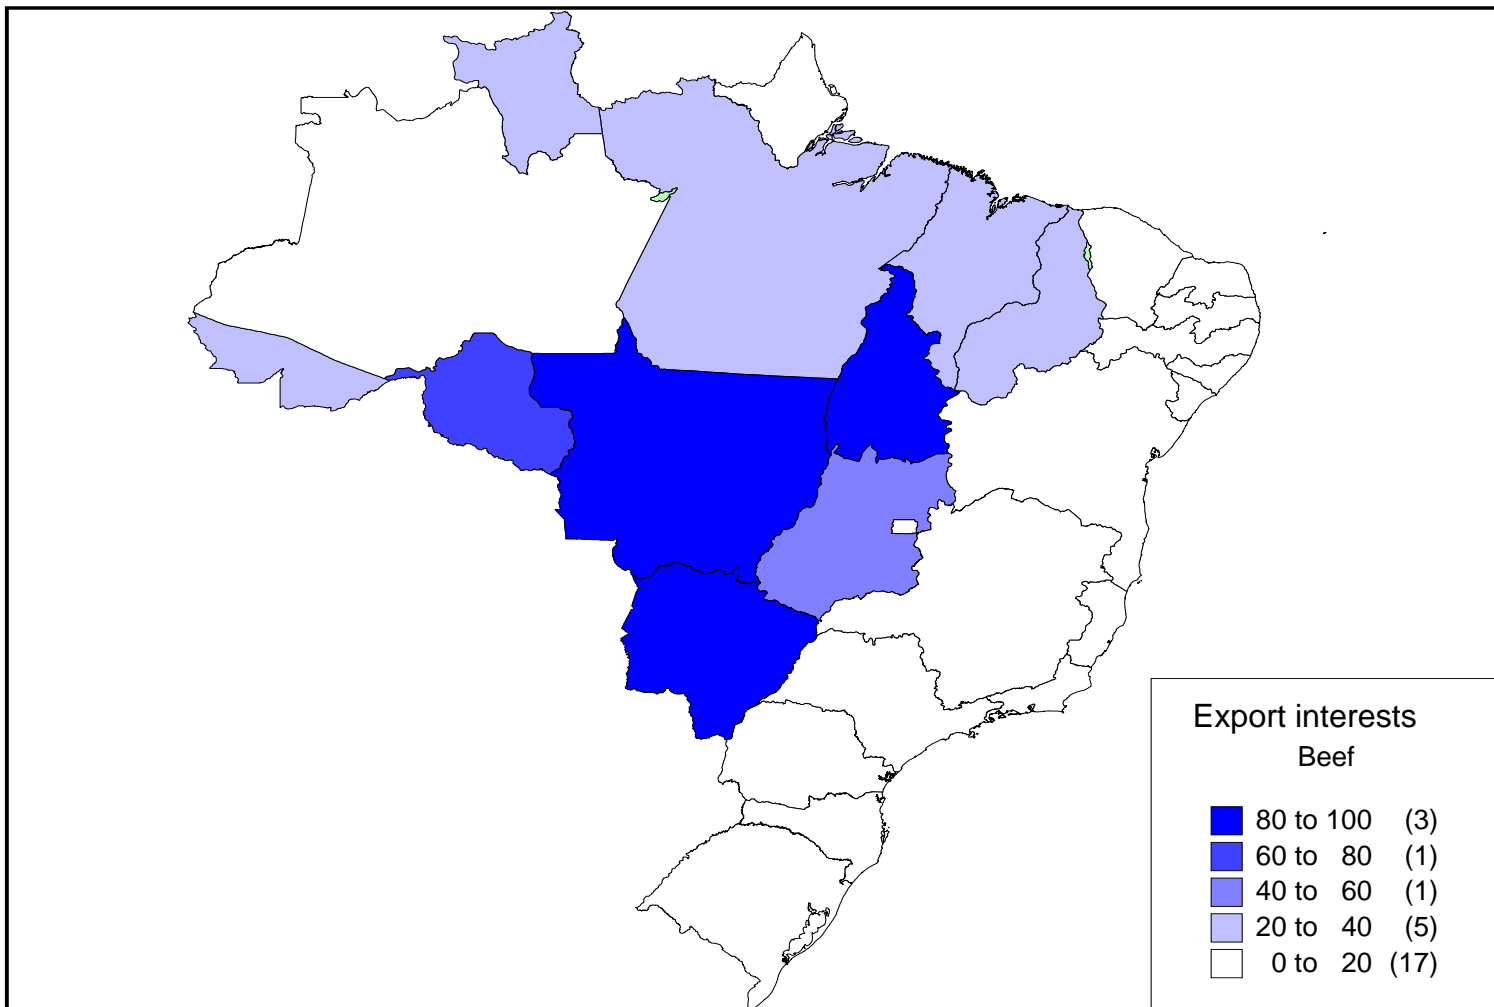 Export interests
Beef
80 to 100 (3)
60 to 80 (1)
40 to 60 (1)
20 to 40 (5)
0 to 20 (17)